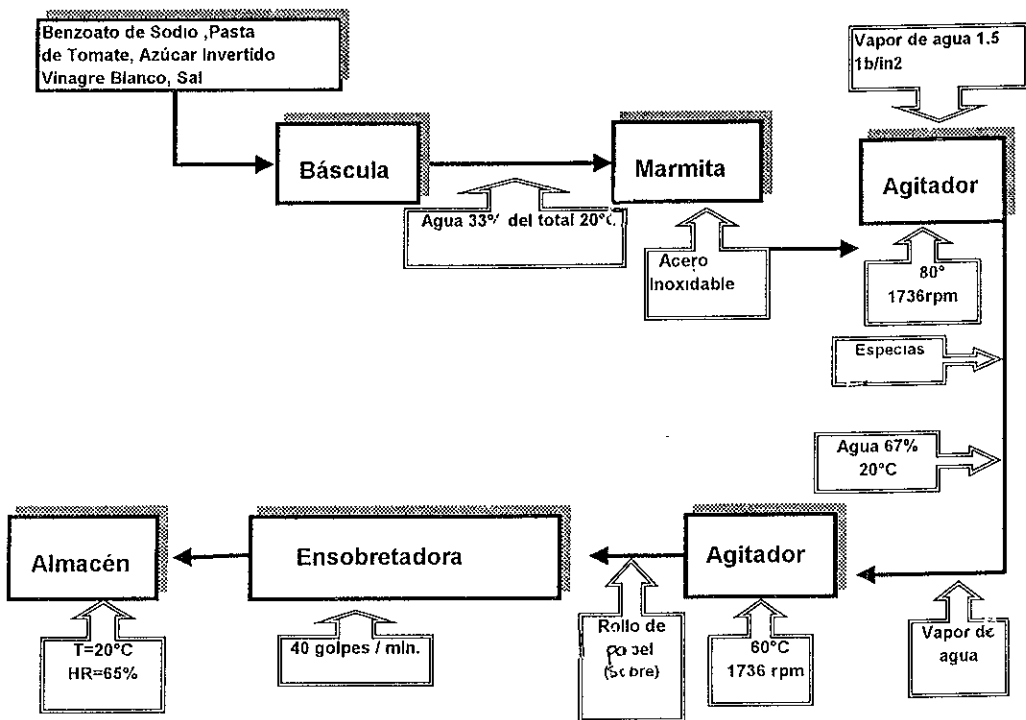 Benzoato de Sodio ,Pasta
de Tomate, Azúcar Invertido
Vinagre Blanco, Sal
Vapor de agua 1.5
1b/in2
Báscula
Marmita
Agitador
Agua 33% del total 20°C
Acero
Inoxidable
80°
1736rpm
Especias
Agua 67%
20°C
Almacén
Ensobretadora
Agitador
T=20°C
HR=65%
40 golpes / min.
Rollo de
papel
(Sobre)
60°C
1736 rpm
Vapor de
agua